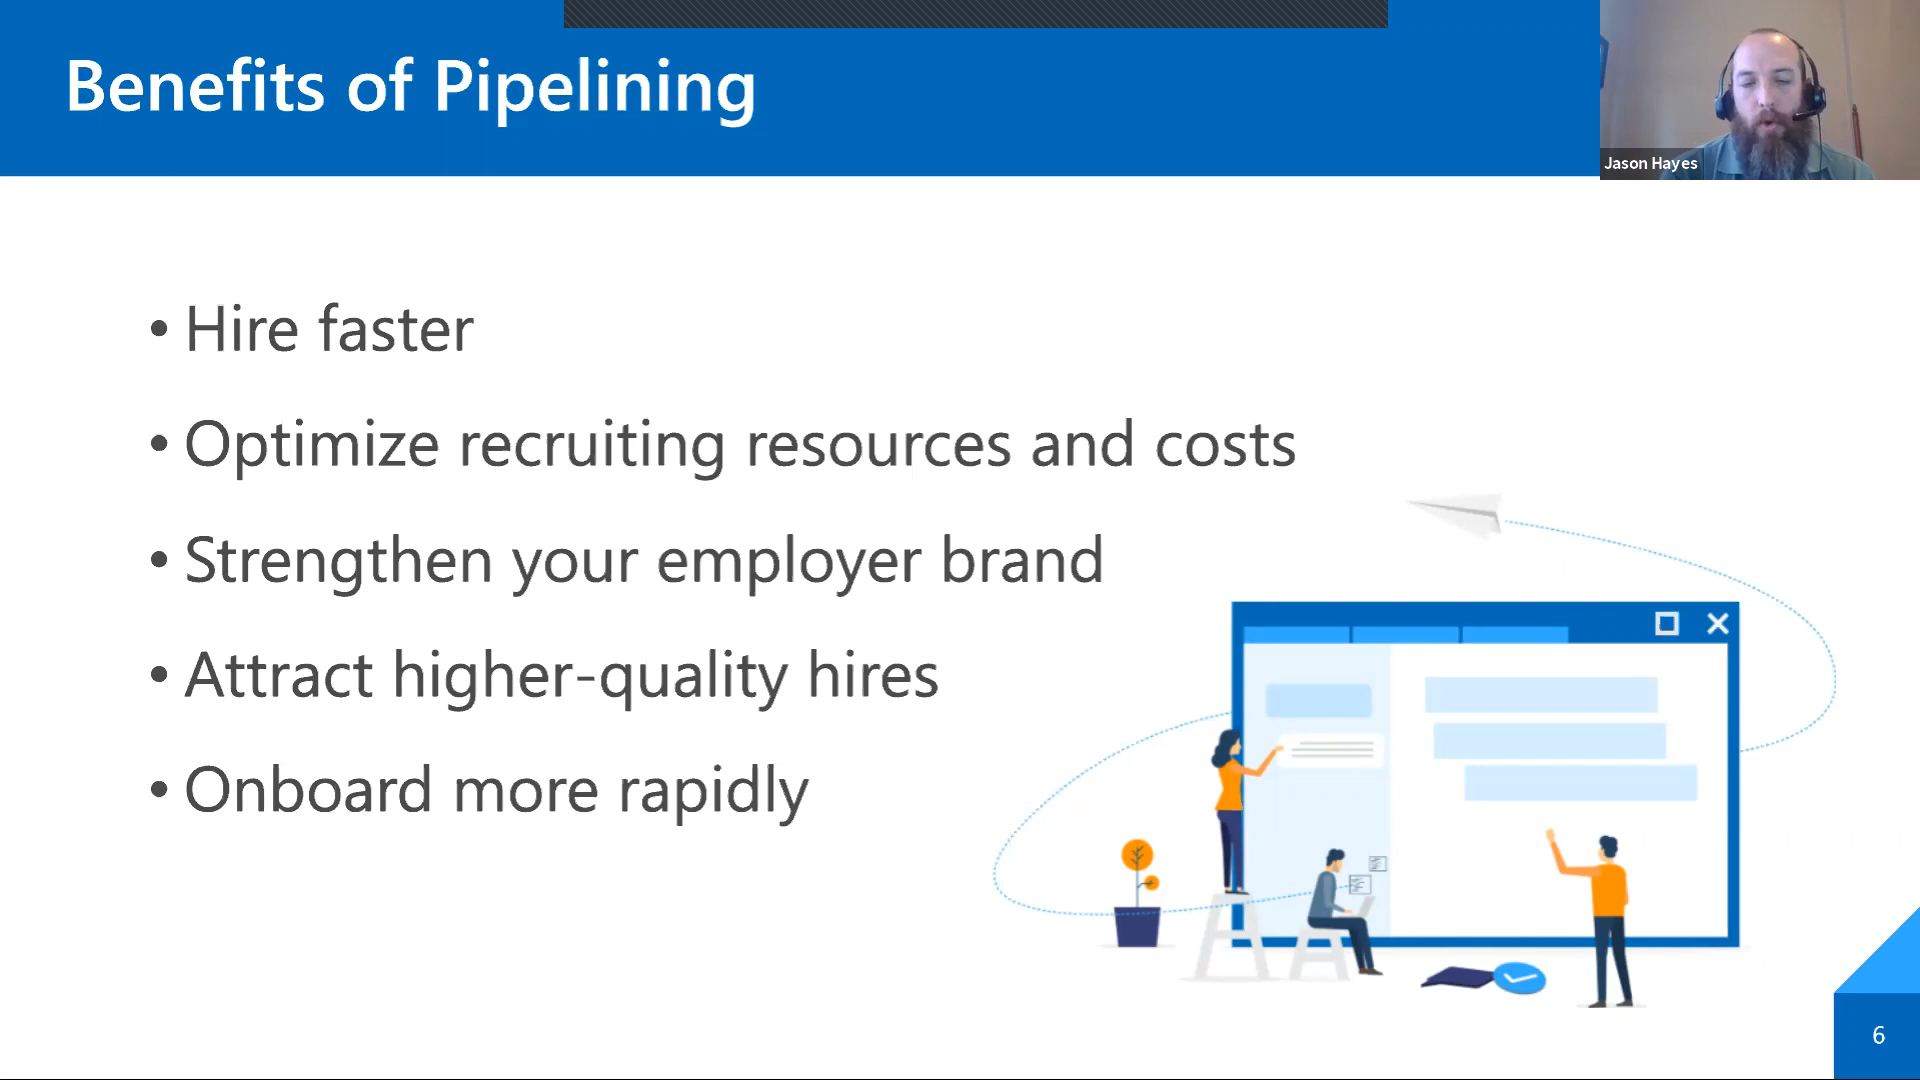 Benefits of Pipelining
Jason Hayes
• Hire faster
• Optimize recruiting resources and costs
• Strengthen your employer brand
• Attract higher-quality hires
• Onboard more rapidly
6